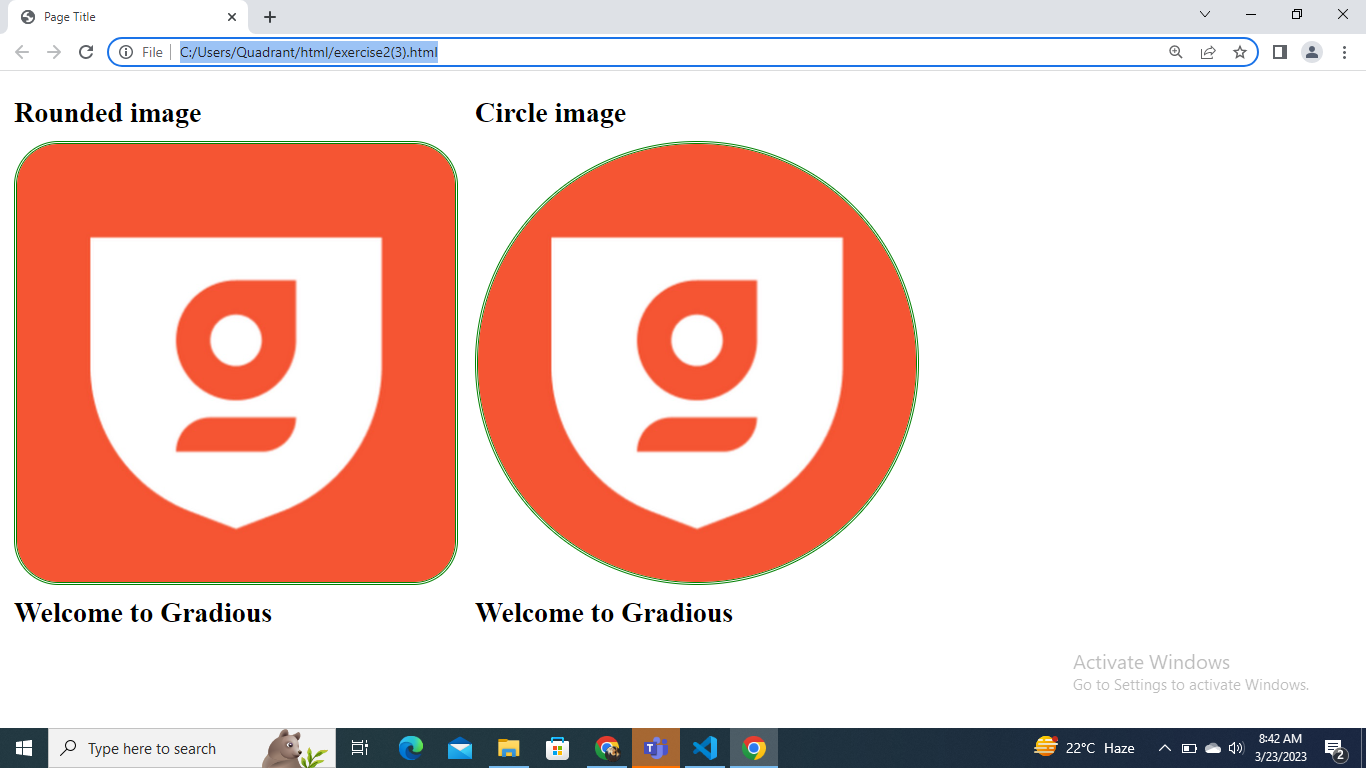 Page Title
File
C:/Users/Quadrant/html/exercise2(3).html
Rounded image
Circle image
g
g
Welcome to Gradious
Welcome to Gradious
Activate Windows
Go to Settings to activate Windows.
Type here to search
22°C Haze
8:42 AM
3/23/2023
2